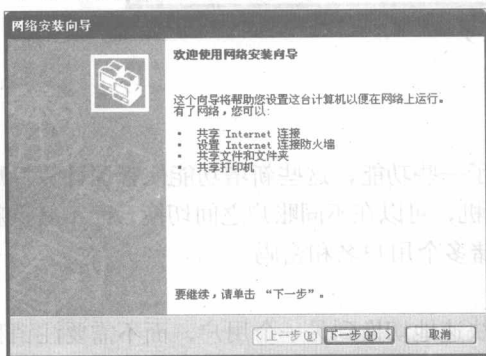 网络安装向导
欢迎使用网络安装向导
这个向导将帮助您设置这台计算机以便在网络上运行。
有了网络，您可以：
• 共享 Internet 连接
• 设置 Internet 连接防火墙
• 共享文件和文件夹
• 共享打印机
要继续，请单击 “下一步”。
<上一步(B) 下一步(N) > 取消